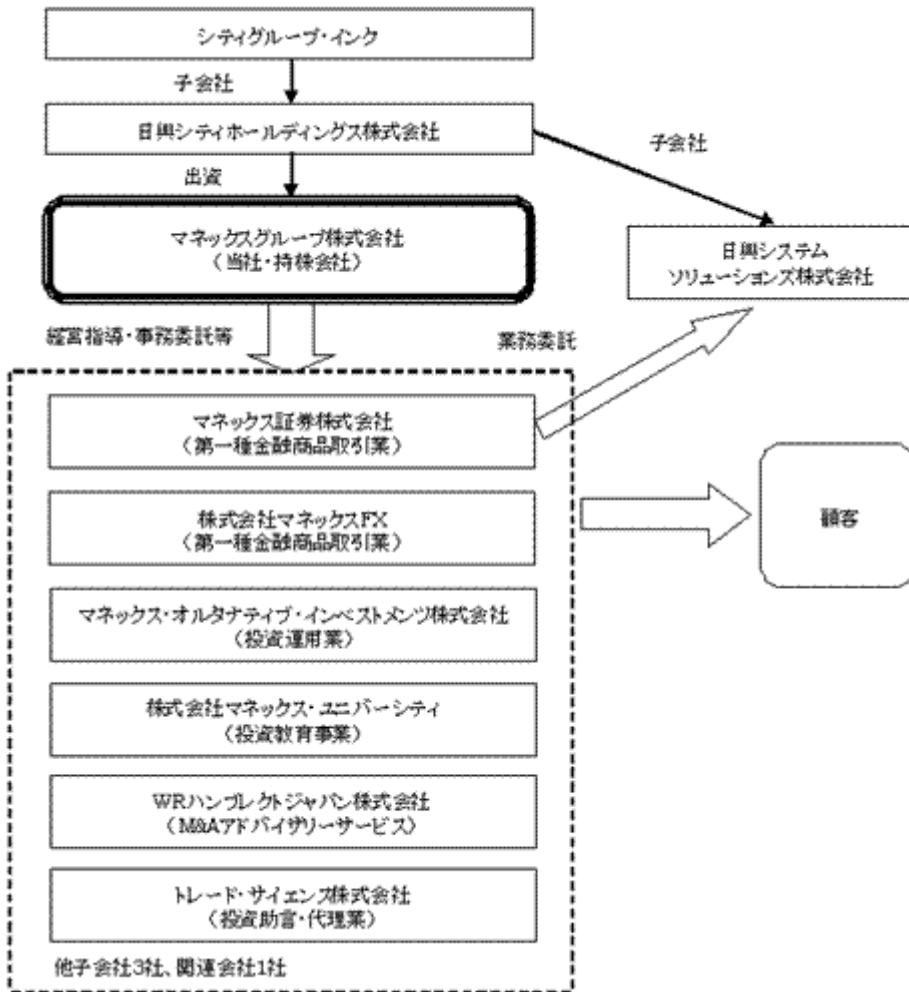 シティグループ・インク
子会社
日興シティホールディングス株式会社
子会社
出資
マネックスグループ株式会社
（当社・持株会社）
日興システム
ソリューションズ株式会社
経営指導・事務委託等
業務委託
マネックス証券株式会社
（第一種金融商品取引業）
株式会社マネックスFX
（第一種金融商品取引業）
顧客
マネックス・オルタナティブ・インベストメンツ株式会社
（投資運用業）
株式会社マネックス・ユニバーシティ
（投資教育事業）
WRハンブレクトジャパン株式会社
（M&Aアドバイザリーサービス）
トレード・サイエンス株式会社
（投資助言・代理業）
他子会社3社、関連会社1社